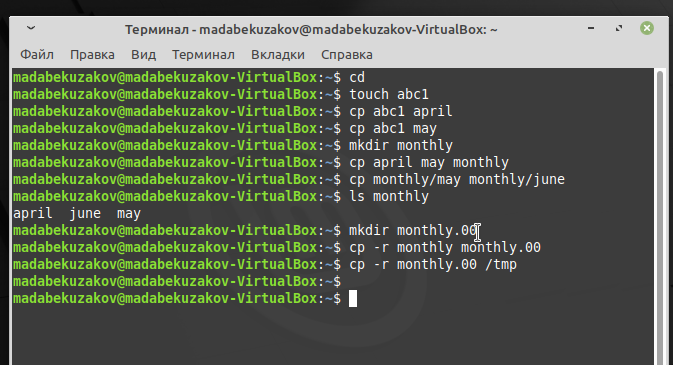 Терминал - madabekuzakov@madabekuzakov-VirtualBox: ~
Файл Правка Вид Терминал Вкладки Справка
madabekuzakov@madabekuzakov-VirtualBox:~$ cd
madabekuzakov@madabekuzakov-VirtualBox:~$ touch abc1
madabekuzakov@madabekuzakov-VirtualBox:~$ cp abc1 april
madabekuzakov@madabekuzakov-VirtualBox:~$ cp abc1 may
madabekuzakov@madabekuzakov-VirtualBox:~$ mkdir monthly
madabekuzakov@madabekuzakov-VirtualBox:~$ cp april may monthly
madabekuzakov@madabekuzakov-VirtualBox:~$ cp monthly/may monthly/june
madabekuzakov@madabekuzakov-VirtualBox:~$ ls monthly
april  june  may
madabekuzakov@madabekuzakov-VirtualBox:~$ mkdir monthly.00
madabekuzakov@madabekuzakov-VirtualBox:~$ cp -r monthly monthly.00
madabekuzakov@madabekuzakov-VirtualBox:~$ cp -r monthly.00 /tmp
madabekuzakov@madabekuzakov-VirtualBox:~$
madabekuzakov@madabekuzakov-VirtualBox:~$